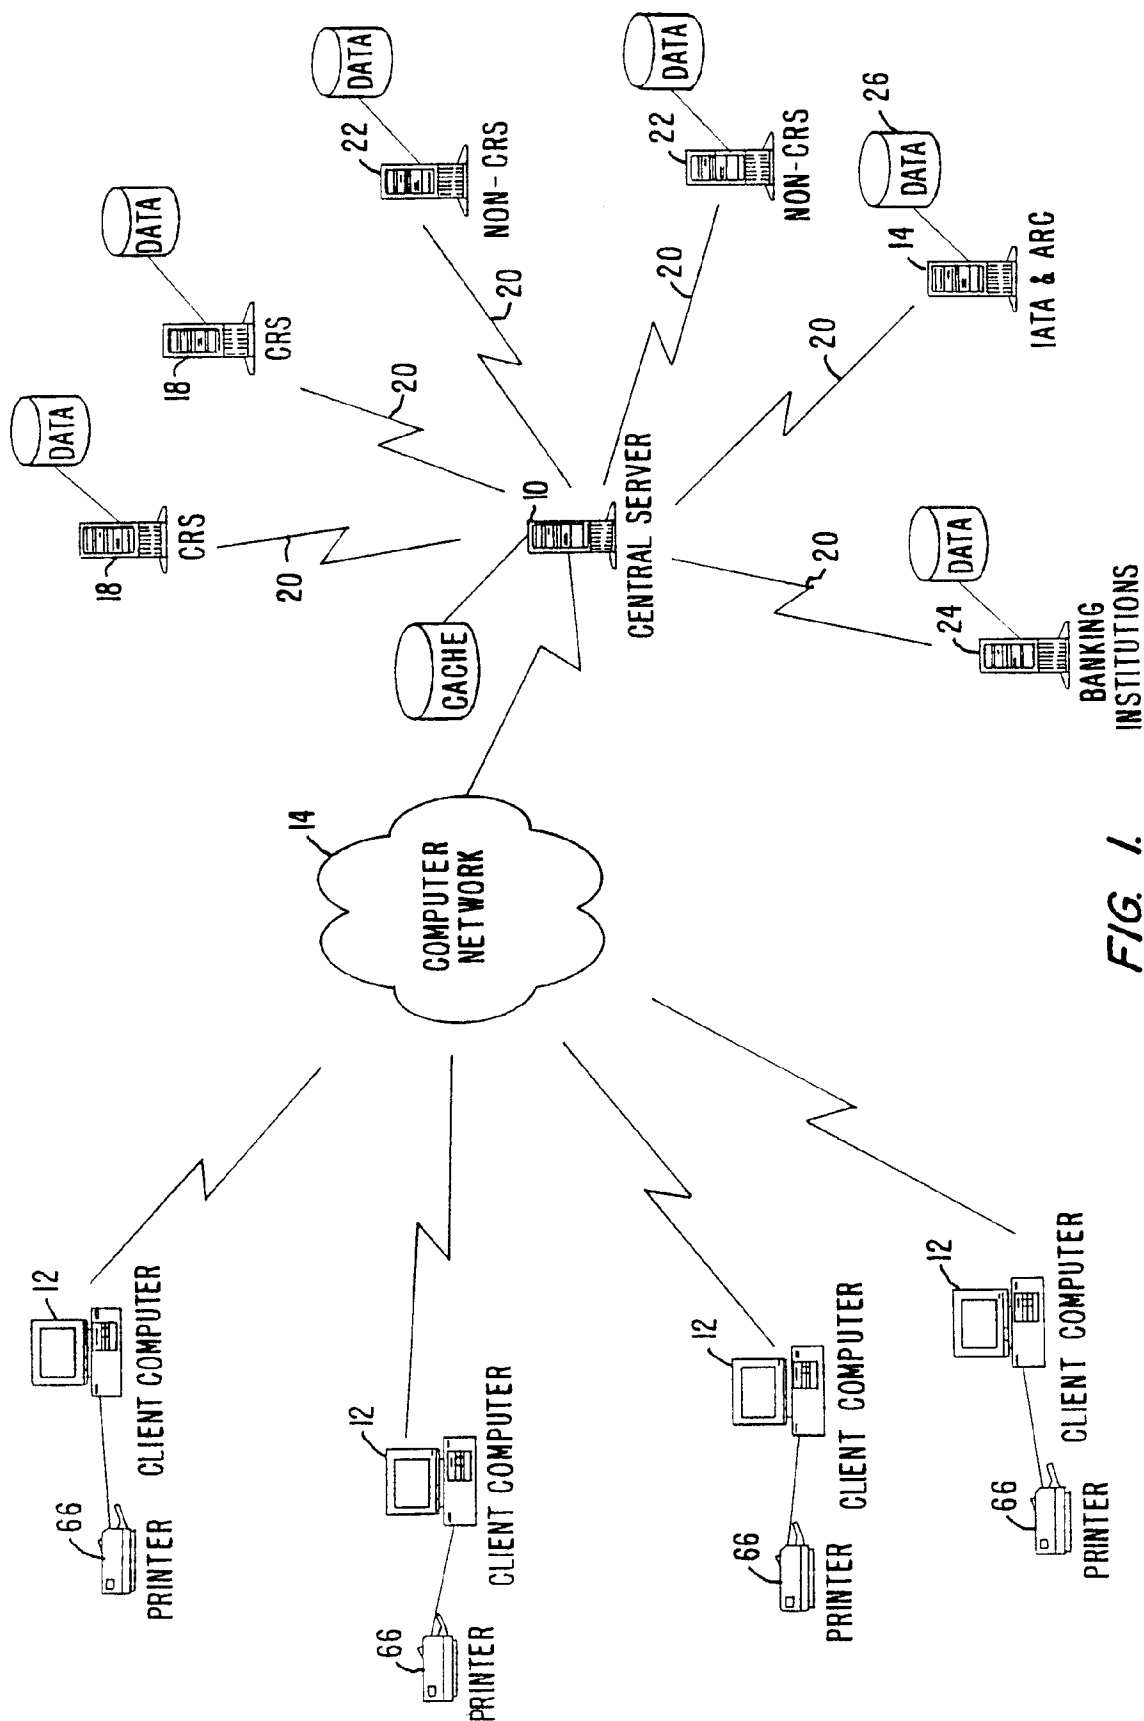 66
PRINTER
12
CLIENT COMPUTER
66
PRINTER
12
CLIENT COMPUTER
66
PRINTER
12
CLIENT COMPUTER
66
PRINTER
12
CLIENT COMPUTER
14
COMPUTER
NETWORK
CACHE
10
CENTRAL SERVER
18
CRS
DATA
20
18
CRS
DATA
20
22
NON-CRS
DATA
20
22
NON-CRS
DATA
20
14
IATA & ARC
DATA
26
20
24
BANKING
INSTITUTIONS
DATA
20
FIG. 1.